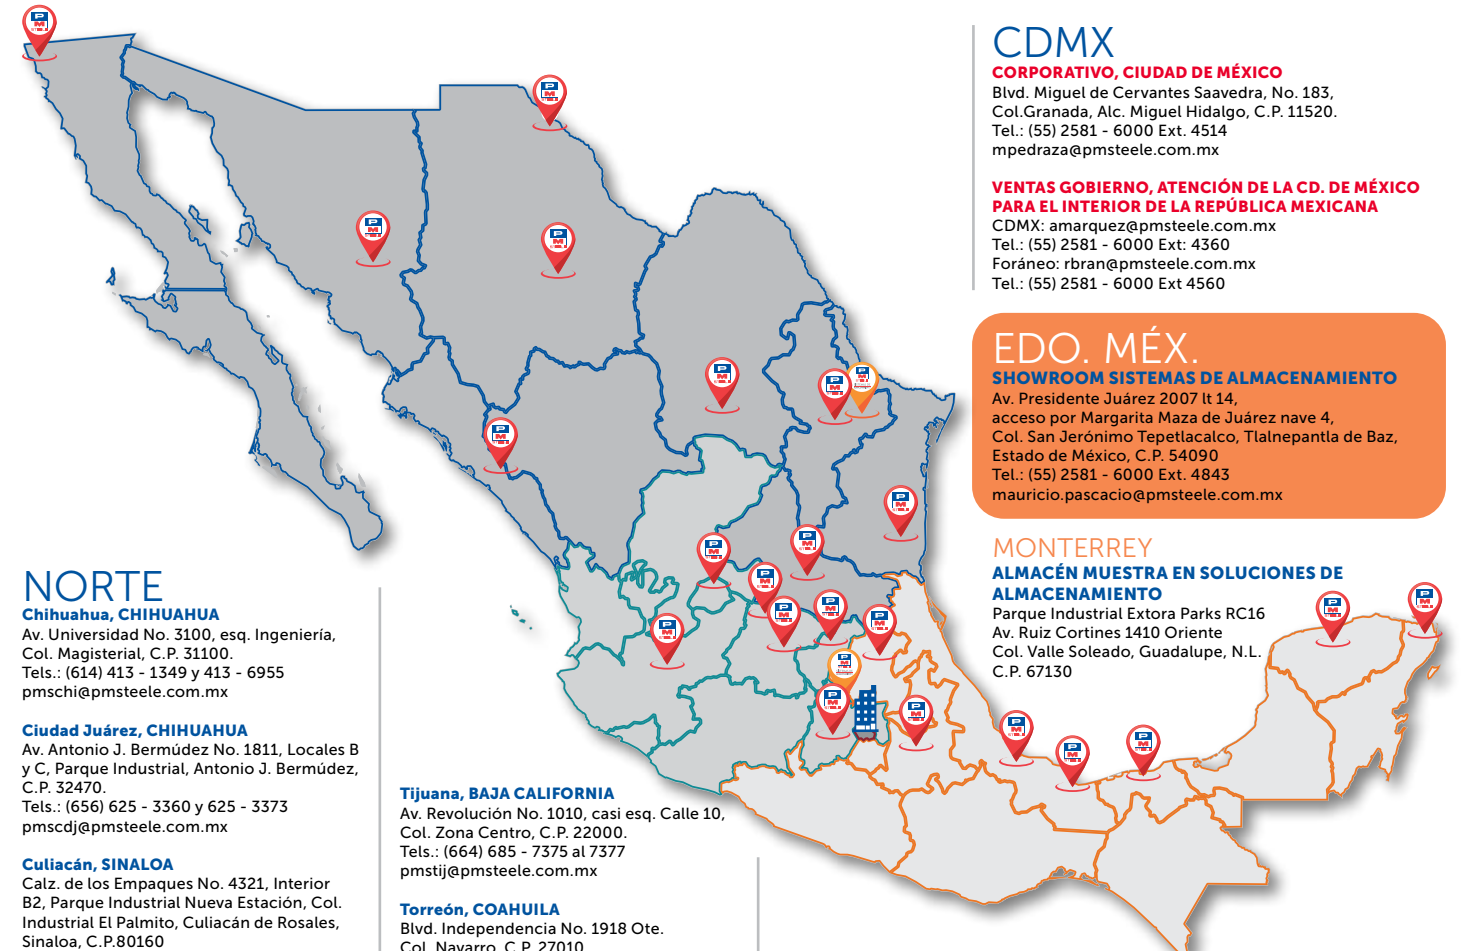 CDMX
CORPORATIVO, CIUDAD DE MÉXICO
Blvd. Miguel de Cervantes Saavedra, No. 183,
Col.Granada, Alc. Miguel Hidalgo, C.P. 11520.
Tel.: (55) 2581 - 6000 Ext. 4514
mpedraza@pmsteele.com.mx
VENTAS GOBIERNO, ATENCIÓN DE LA CD. DE MÉXICO
PARA EL INTERIOR DE LA REPÚBLICA MEXICANA
CDMX: amarquez@pmsteele.com.mx
Tel.: (55) 2581 - 6000 Ext: 4360
Foráneo: rbran@pmsteele.com.mx
Tel.: (55) 2581 - 6000 Ext 4560
EDO. MÉX.
SHOWROOM SISTEMAS DE ALMACENAMIENTO
Av. Presidente Juárez 2007 lt 14,
acceso por Margarita Maza de Juárez nave 4,
Col. San Jerónimo Tepetlacalco, Tlalnepantla de Baz,
Estado de México, C.P. 54090
Tel.: (55) 2581 - 6000 Ext. 4843
mauricio.pascacio@pmsteele.com.mx
MONTERREY
ALMACÉN MUESTRA EN SOLUCIONES DE
ALMACENAMIENTO
Parque Industrial Extora Parks RC16
Av. Ruiz Cortines 1410 Oriente
Col. Valle Soleado, Guadalupe, N.L.
C.P. 67130
NORTE
Chihuahua, CHIHUAHUA
Av. Universidad No. 3100, esq. Ingeniería,
Col. Magisterial, C.P. 31100.
Tels.: (614) 413 - 1349 y 413 - 6955
pmschi@pmsteele.com.mx
Ciudad Juárez, CHIHUAHUA
Av. Antonio J. Bermúdez No. 1811, Locales B
y C, Parque Industrial, Antonio J. Bermúdez,
C.P. 32470.
Tels.: (656) 625 - 3360 y 625 - 3373
pmscdj@pmsteele.com.mx
Culiacán, SINALOA
Calz. de los Empaques No. 4321, Interior
B2, Parque Industrial Nueva Estación, Col.
Industrial El Palmito, Culiacán de Rosales,
Sinaloa, C.P.80160
Tijuana, BAJA CALIFORNIA
Av. Revolución No. 1010, casi esq. Calle 10,
Col. Zona Centro, C.P. 22000.
Tels.: (664) 685 - 7375 al 7377
pmstij@pmsteele.com.mx
Torreón, COAHUILA
Blvd. Independencia No. 1918 Ote.
Col. Navarro, C.P. 27010